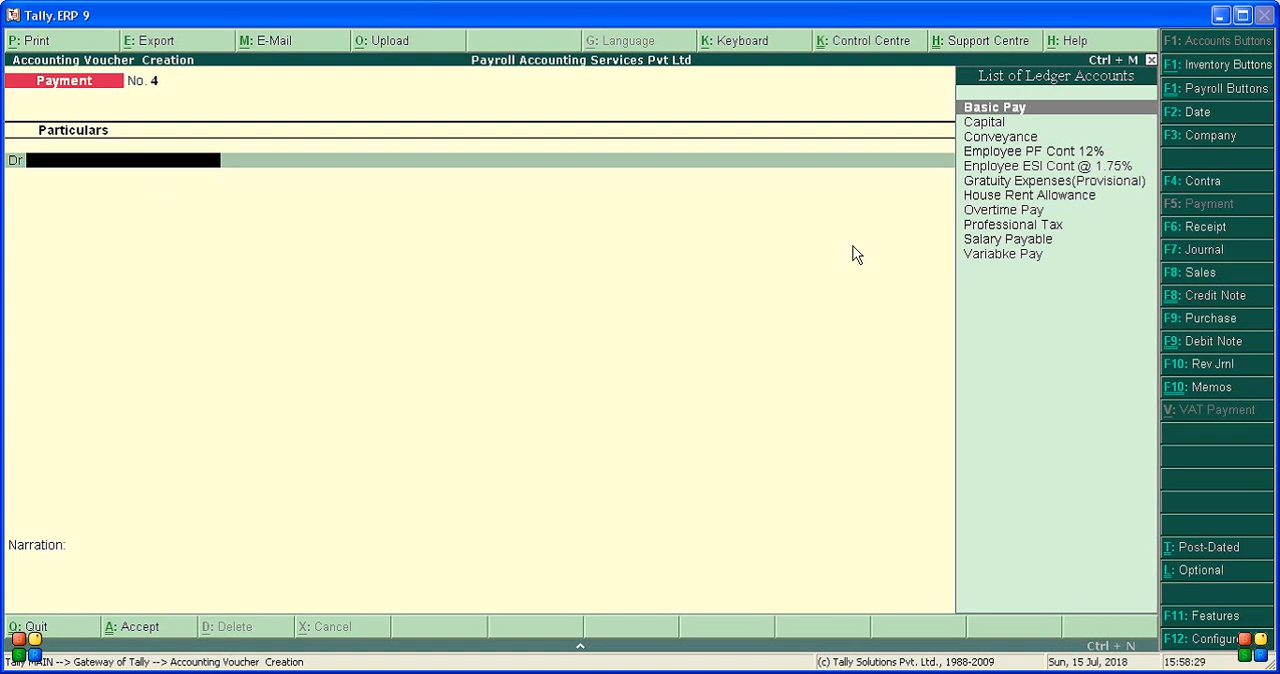 Tally.ERP 9
P: Print E: Export M: E-Mail O: Upload G: Language K: Keyboard K: Control Centre H: Support Centre H: Help
Accounting Voucher Creation Payroll Accounting Services Pvt Ltd Ctrl + M
Payment No. 4
Particulars
Dr
List of Ledger Accounts
Basic Pay
Capital
Conveyance
Employee PF Cont 12%
Enployee ESI Cont @ 1.75%
Gratuity Expenses(Provisional)
House Rent Allowance
Overtime Pay
Professional Tax
Salary Payable
Variabke Pay
F1: Accounts Buttons
F1: Inventory Buttons
F1: Payroll Buttons
F2: Date
F3: Company
F4: Contra
F5: Payment
F6: Receipt
F7: Journal
F8: Sales
F8: Credit Note
F9: Purchase
F9: Debit Note
F10: Rev Jrnl
F10: Memos
V: VAT Payment
T: Post-Dated
L: Optional
F11: Features
F12: Configure
Narration:
Q: Quit A: Accept D: Delete X: Cancel
Ctrl + N
Tally MAIN --> Gateway of Tally --> Accounting Voucher Creation (c) Tally Solutions Pvt. Ltd., 1988-2009 Sun, 15 Jul, 2018 15:58:29